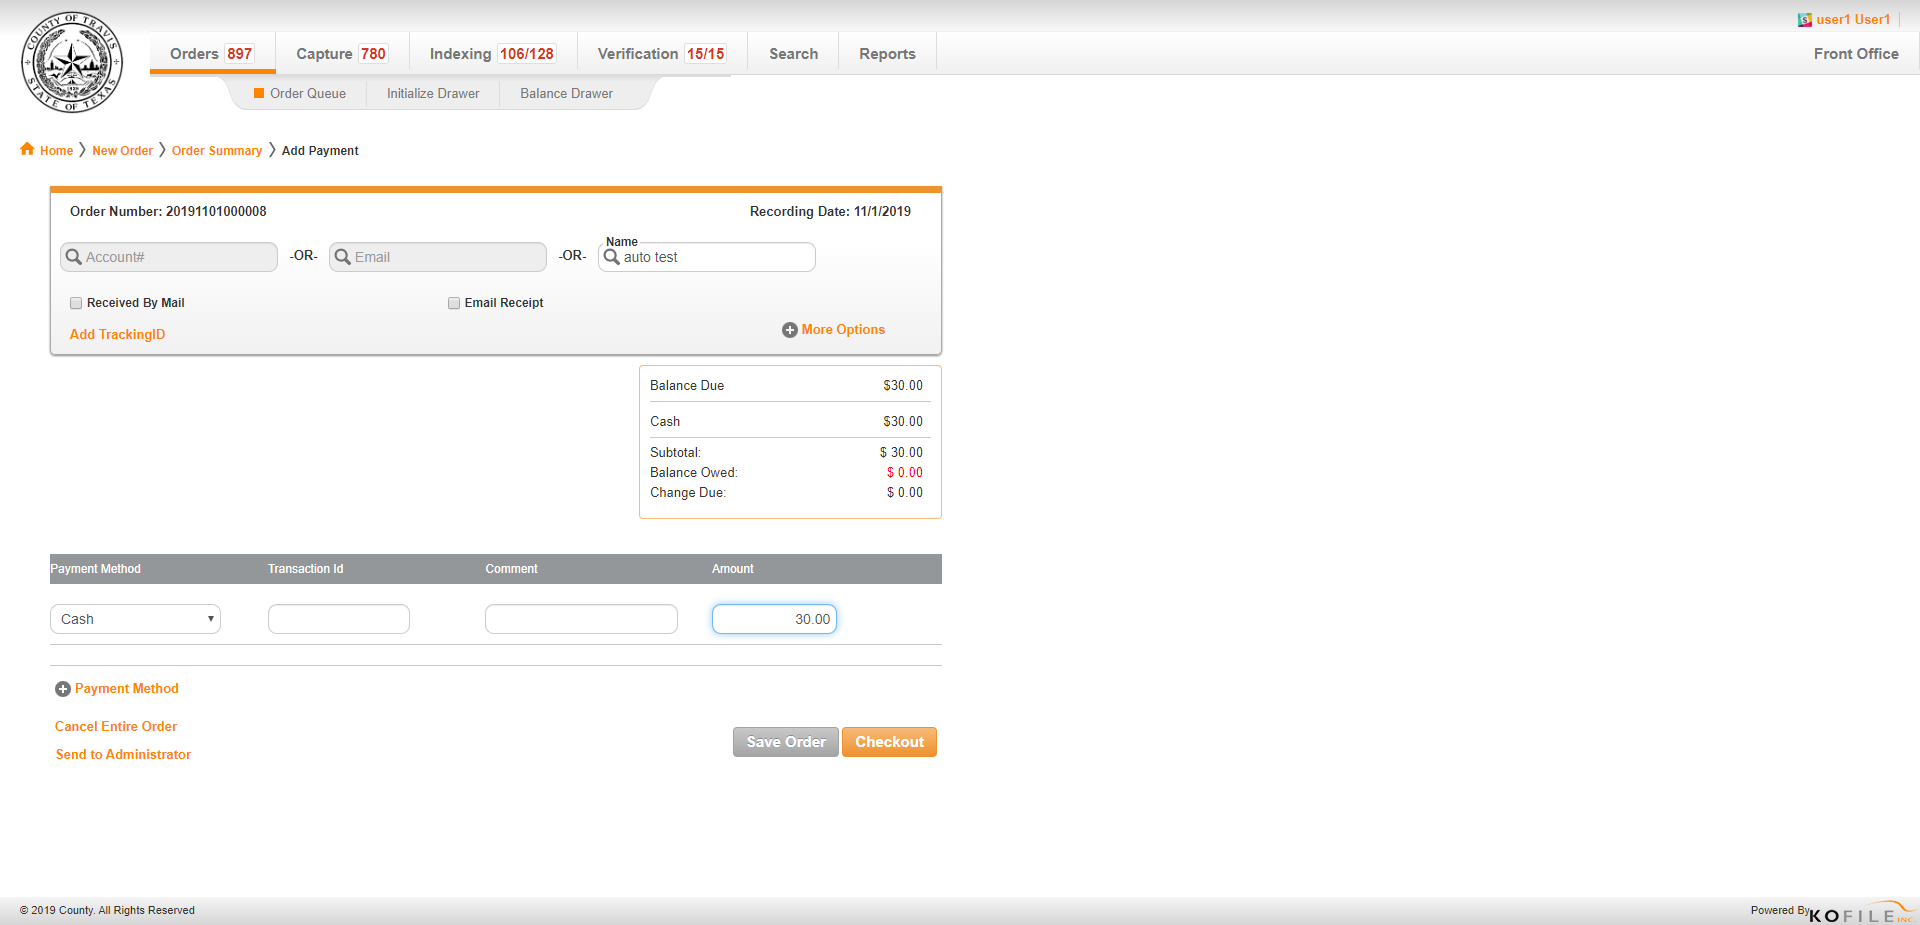 COUNTY OF TRAVIS
STATE OF TEXAS
user1 User1
Orders 897
Capture 780
Indexing 106/128
Verification 15/15
Search
Reports
Front Office
Order Queue
Initialize Drawer
Balance Drawer
Home
New Order
Order Summary
Add Payment
Order Number: 20191101000008
Recording Date: 11/1/2019
Account#
-OR-
Email
-OR-
Name
auto test
Received By Mail
Email Receipt
Add TrackingID
More Options
Balance Due $30.00
Cash $30.00
Subtotal: $ 30.00
Balance Owed: $ 0.00
Change Due: $ 0.00
Payment Method Transaction Id Comment Amount
Cash 30.00
Payment Method
Cancel Entire Order
Send to Administrator
Save Order
Checkout
© 2019 County. All Rights Reserved
Powered By KOFILE INC.